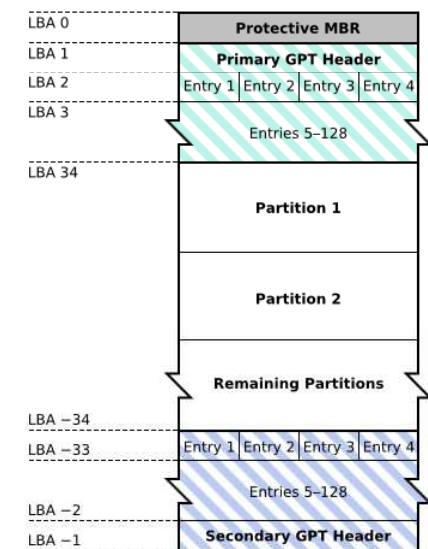 LBA 0
Protective MBR
LBA 1
Primary GPT Header
LBA 2
Entry 1 Entry 2 Entry 3 Entry 4
LBA 3
Entries 5–128
LBA 34
Partition 1
Partition 2
Remaining Partitions
LBA −34
LBA −33
Entry 1 Entry 2 Entry 3 Entry 4
Entries 5–128
LBA −2
LBA −1
Secondary GPT Header